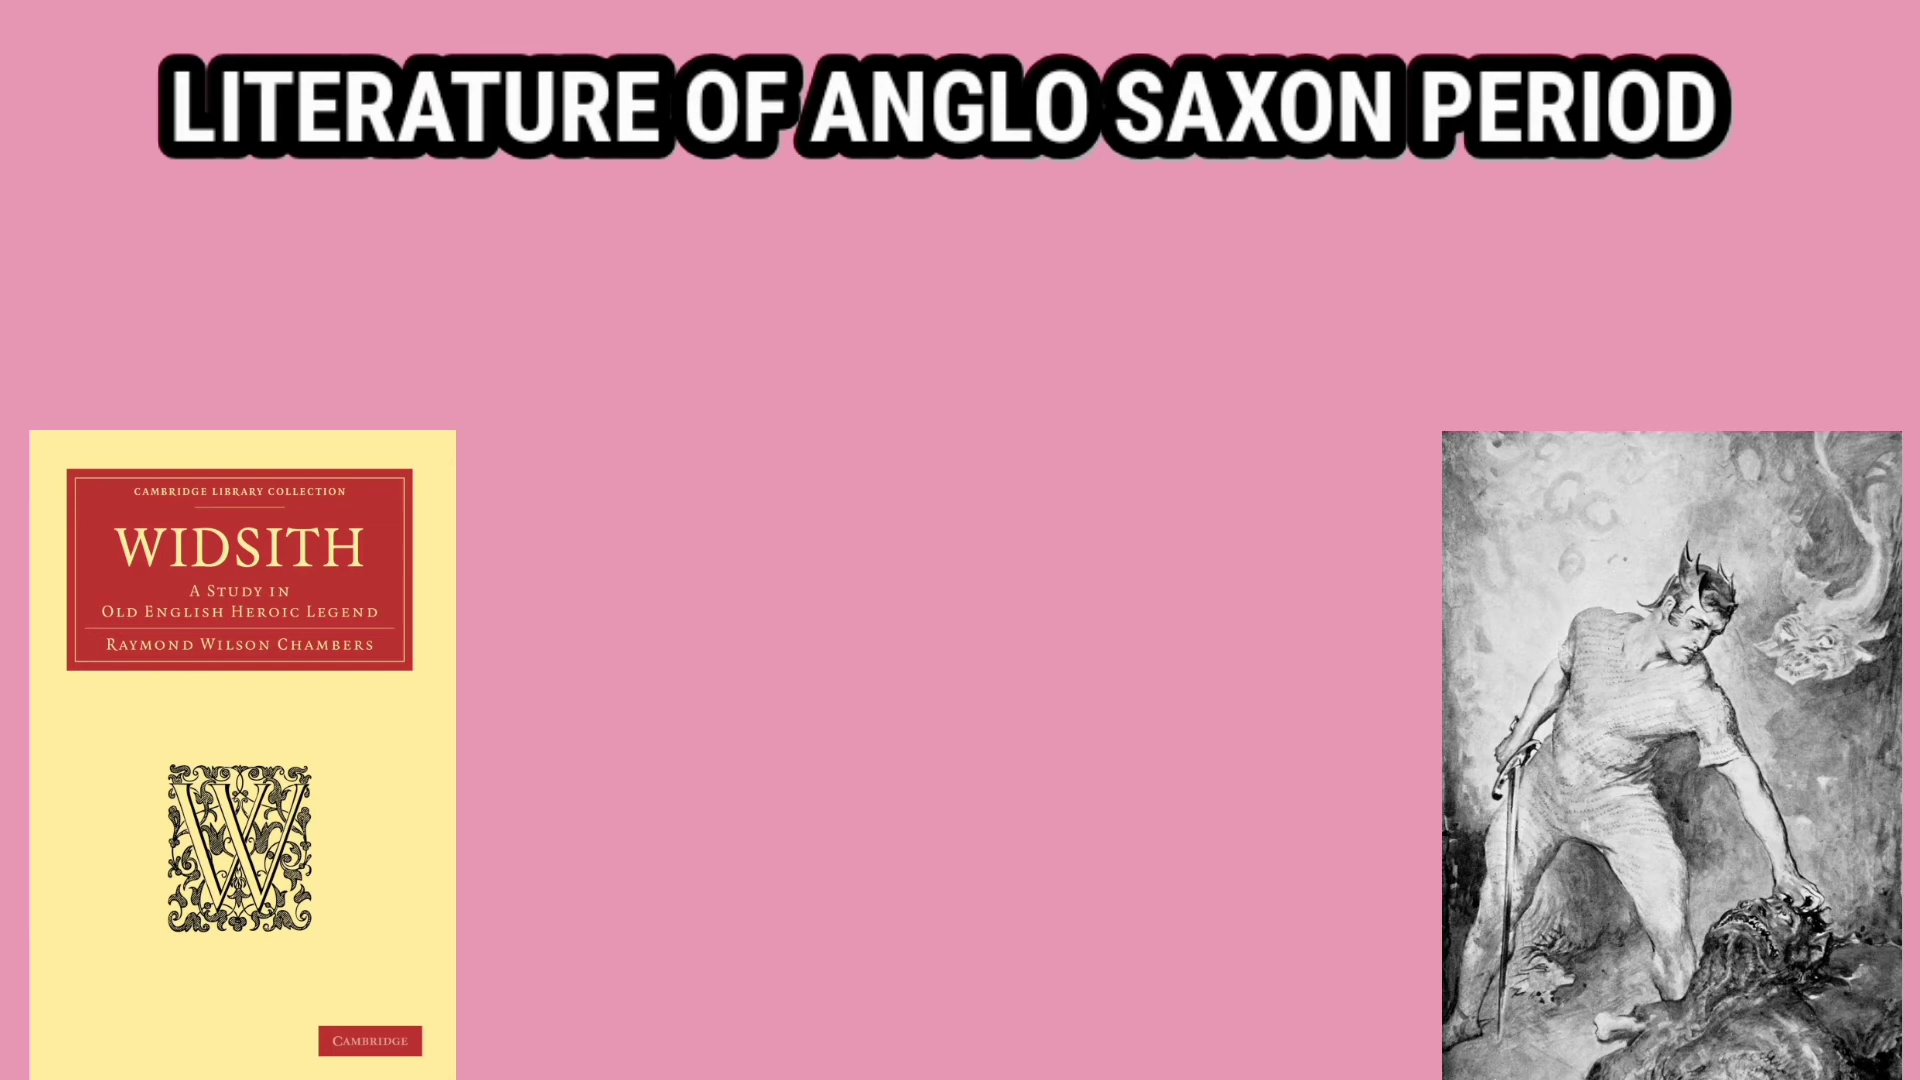 LITERATURE OF ANGLO SAXON PERIOD
CAMBRIDGE LIBRARY COLLECTION
WIDSITH
A STUDY IN
OLD ENGLISH HEROIC LEGEND
RAYMOND WILSON CHAMBERS
W
CAMBRIDGE